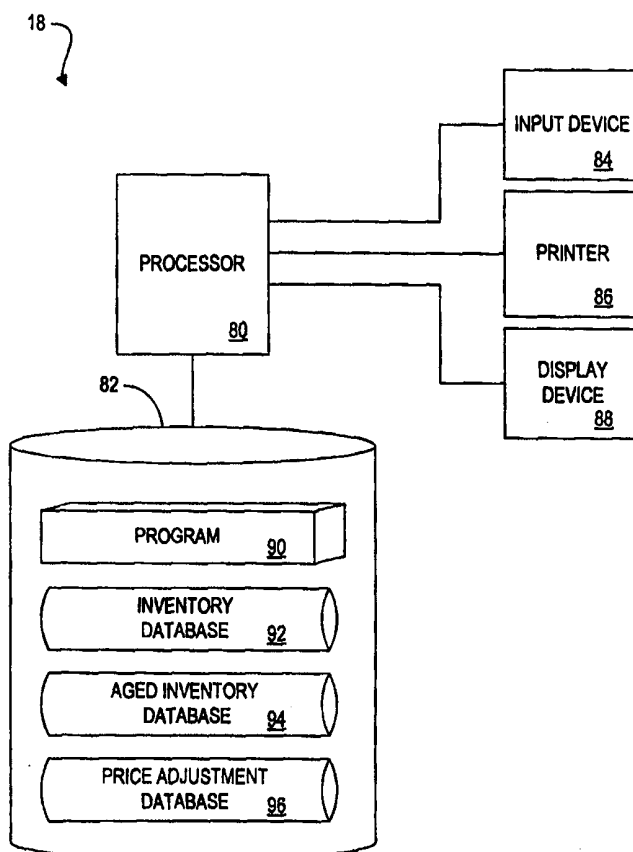 18
INPUT DEVICE
84
PROCESSOR
80
PRINTER
86
DISPLAY
DEVICE
88
82
PROGRAM 90
INVENTORY
DATABASE 92
AGED INVENTORY
DATABASE 94
PRICE ADJUSTMENT
DATABASE 96